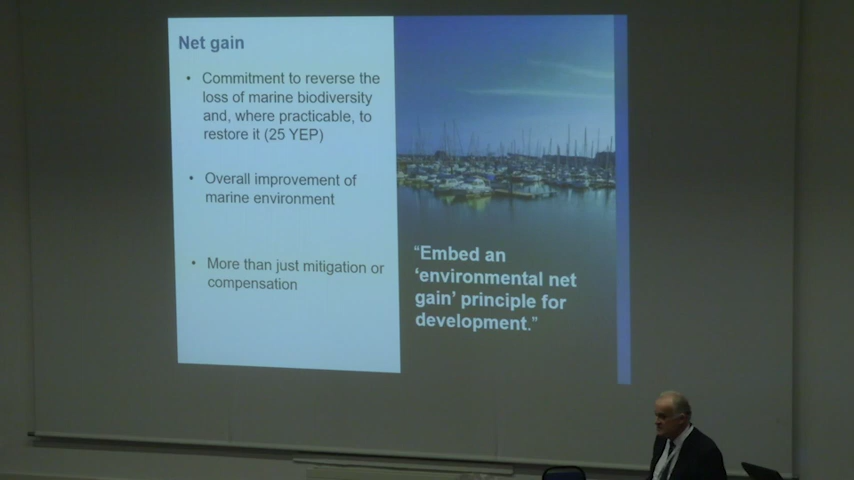 Net gain
• Commitment to reverse the
loss of marine biodiversity
and, where practicable, to
restore it (25 YEP)
• Overall improvement of
marine environment
• More than just mitigation or
compensation
“Embed an
‘environmental net
gain’ principle for
development.”